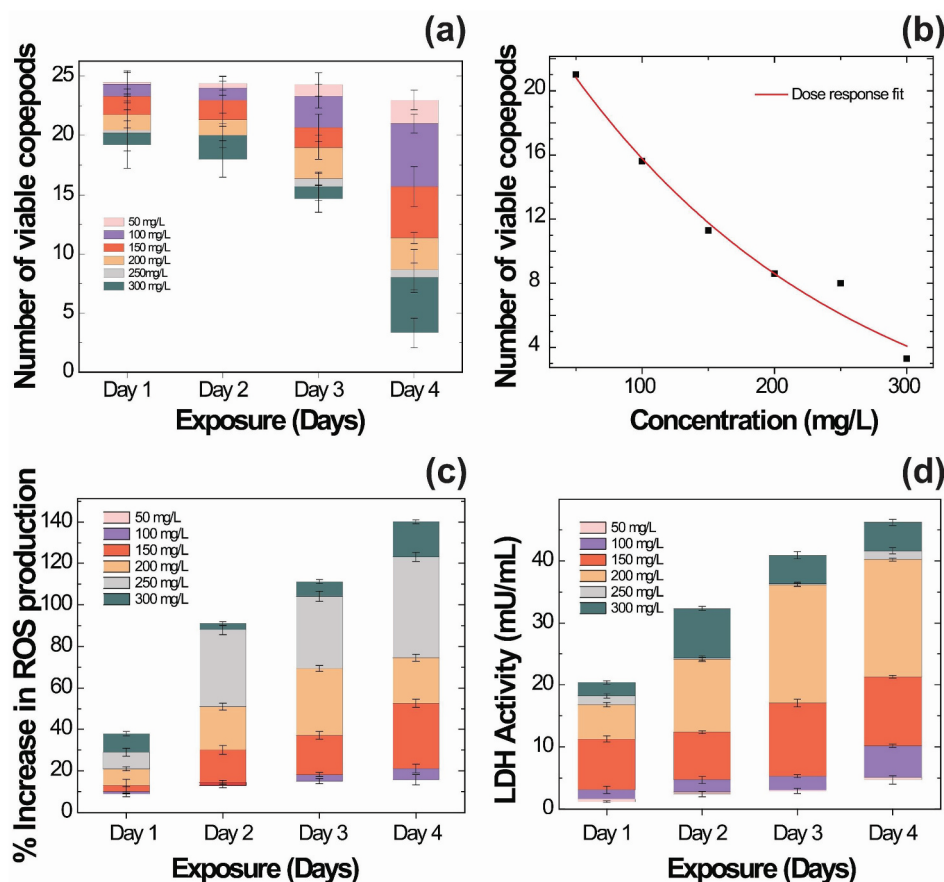 (a)
Number of viable copepods
25
20
15
10
5
0
50 mg/L
100 mg/L
150 mg/L
200 mg/L
250mg/L
300 mg/L
Day 1 Day 2 Day 3 Day 4
Exposure (Days)
(b)
Number of viable copepods
20
16
12
8
4
Dose response fit
100 200 300
Concentration (mg/L)
(c)
% Increase in ROS production
140
120
100
80
60
40
20
0
50 mg/L
100 mg/L
150 mg/L
200 mg/L
250 mg/L
300 mg/L
Day 1 Day 2 Day 3 Day 4
Exposure (Days)
(d)
LDH Activity (mU/mL)
40
30
20
10
0
50 mg/L
100 mg/L
150 mg/L
200 mg/L
250 mg/L
300 mg/L
Day 1 Day 2 Day 3 Day 4
Exposure (Days)